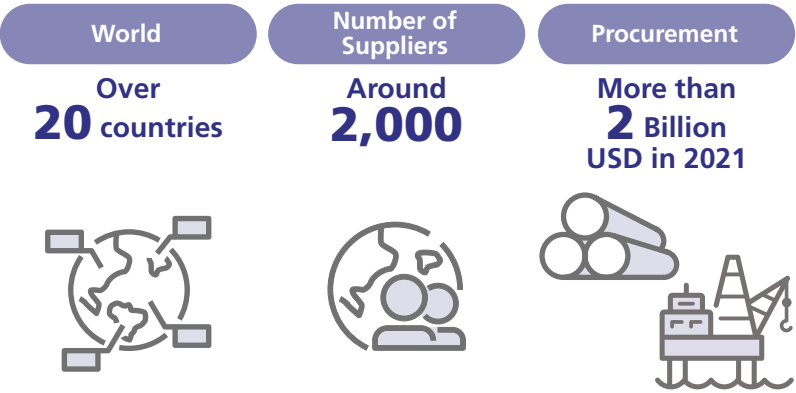 World
Over
20 countries
Number of
Suppliers
Around
2,000
Procurement
More than
2 Billion
USD in 2021